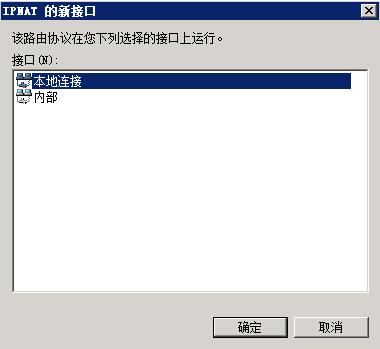 IPNAT 的新接口
该路由协议在您下列选择的接口上运行。
接口(N):
本地连接
内部
确定
取消